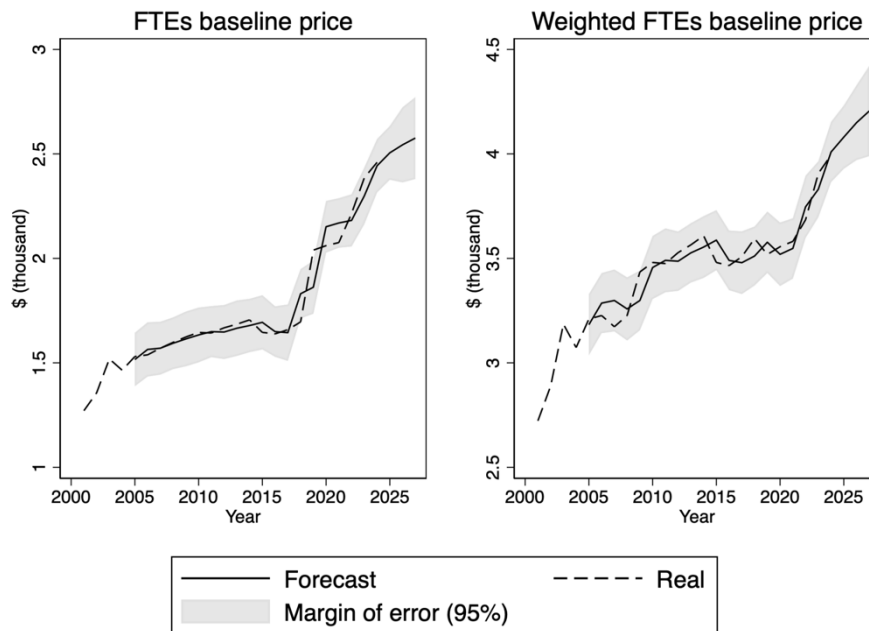 FTEs baseline price
Weighted FTEs baseline price
$ (thousand)
3
2.5
2
1.5
1
2000 2005 2010 2015 2020 2025
Year
$ (thousand)
4.5
4
3.5
3
2.5
2000 2005 2010 2015 2020 2025
Year
Forecast
Real
Margin of error (95%)